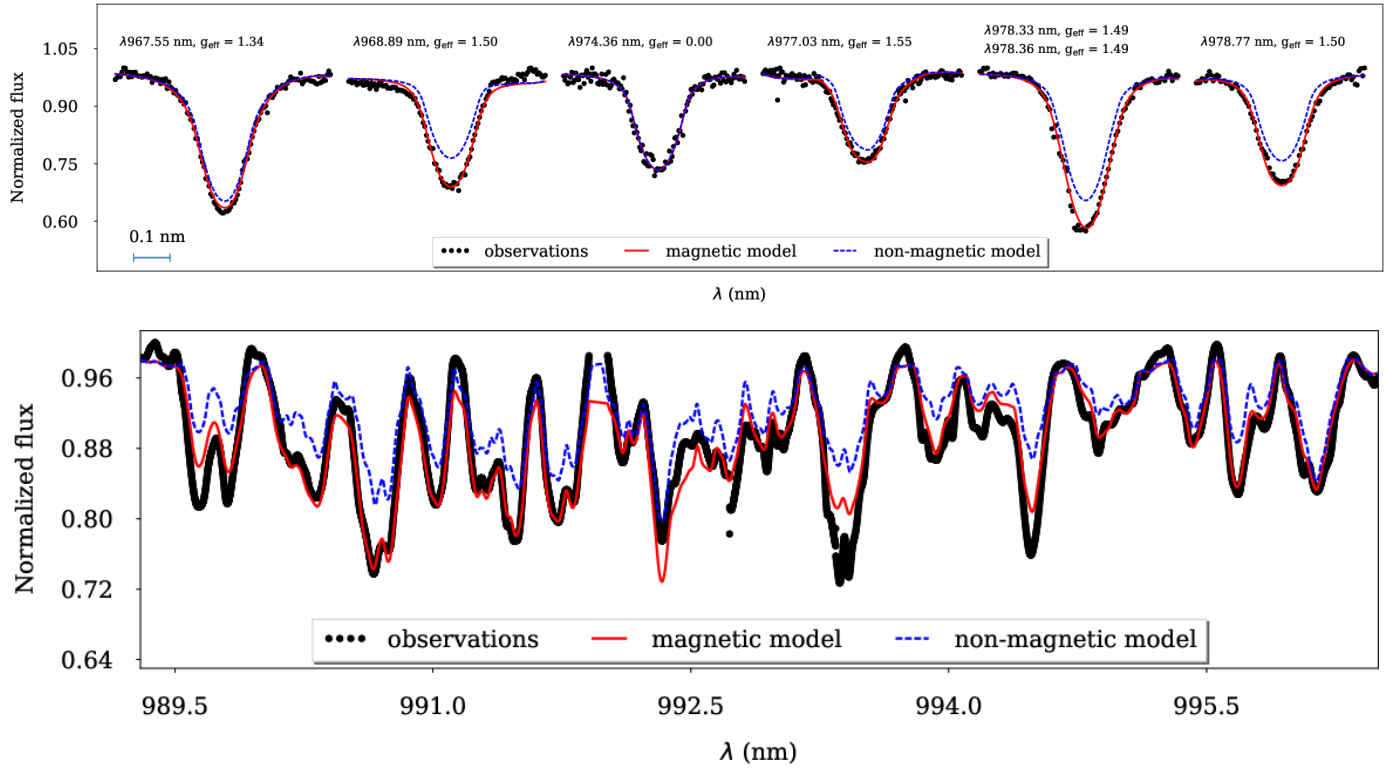 λ967.55 nm, g_eff = 1.34
λ968.89 nm, g_eff = 1.50
λ974.36 nm, g_eff = 0.00
λ977.03 nm, g_eff = 1.55
λ978.33 nm, g_eff = 1.49
λ978.36 nm, g_eff = 1.49
λ978.77 nm, g_eff = 1.50
1.05
0.90
0.75
0.60
Normalized flux
0.1 nm
observations
magnetic model
non-magnetic model
λ (nm)
0.96
0.88
0.80
0.72
0.64
Normalized flux
observations
magnetic model
non-magnetic model
989.5
991.0
992.5
994.0
995.5
λ (nm)